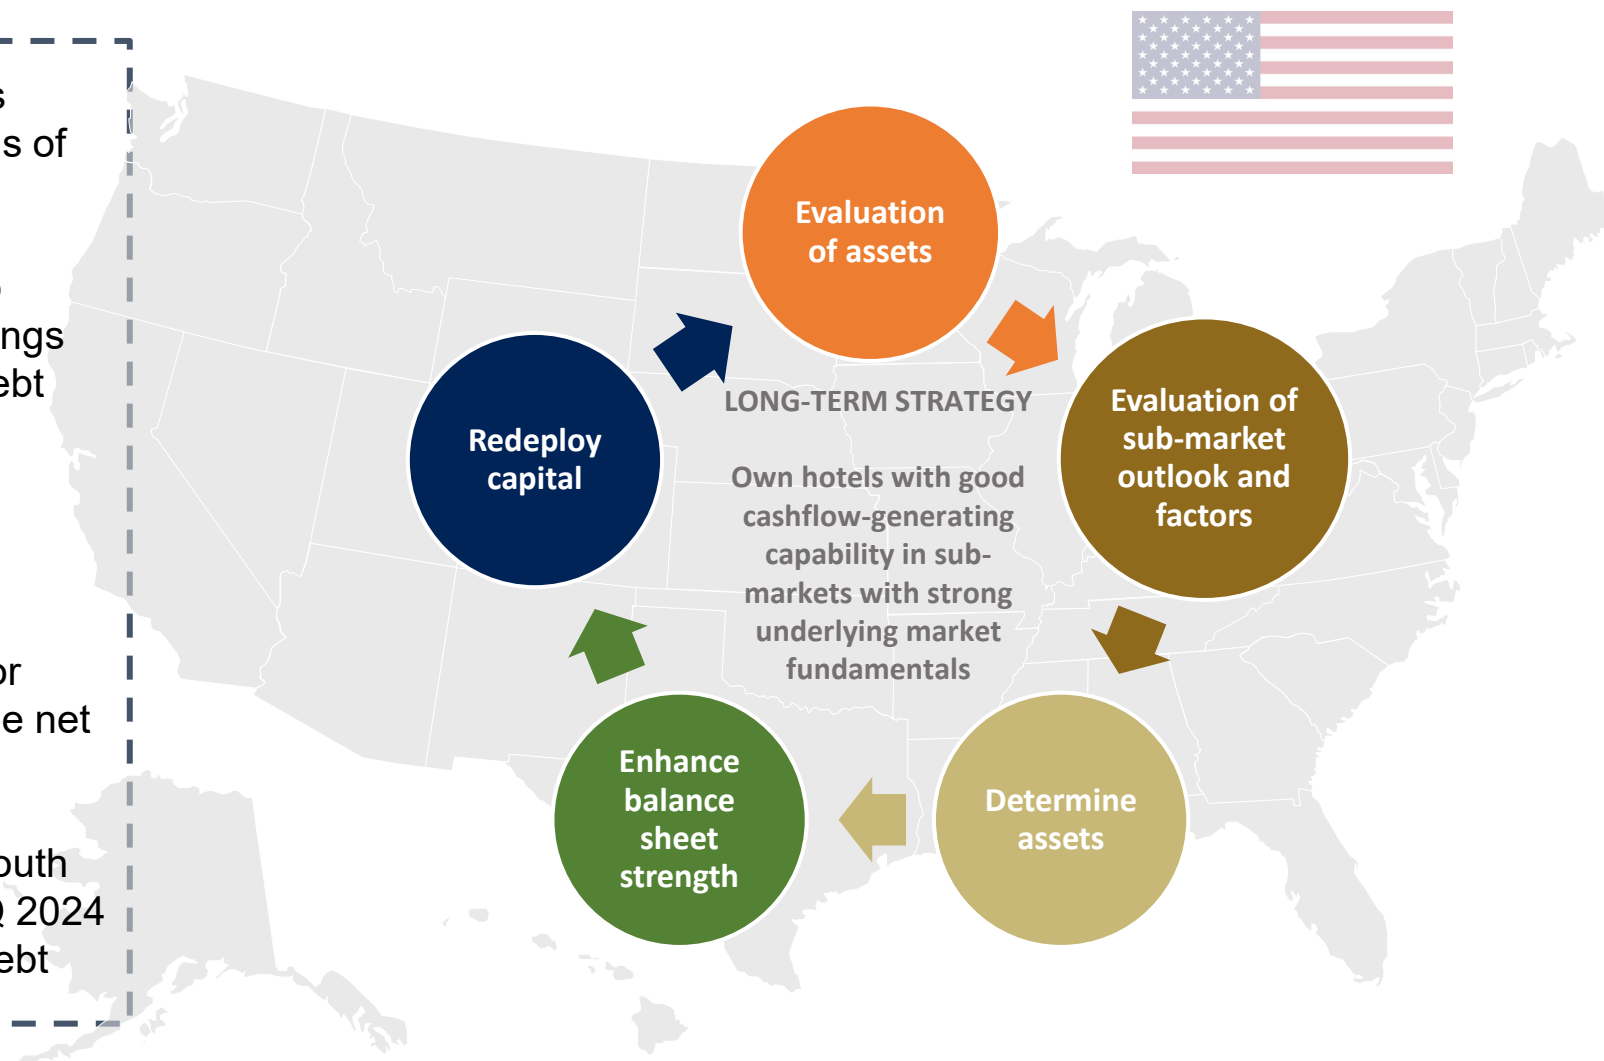 s
s of
ings
ebt
or
e net
outh
2024
ebt
Evaluation
of assets
Evaluation of
sub-market
outlook and
factors
Determine
assets
Enhance
balance
sheet
strength
Redeploy
capital
LONG-TERM STRATEGY
Own hotels with good
cashflow-generating
capability in sub-
markets with strong
underlying market
fundamentals